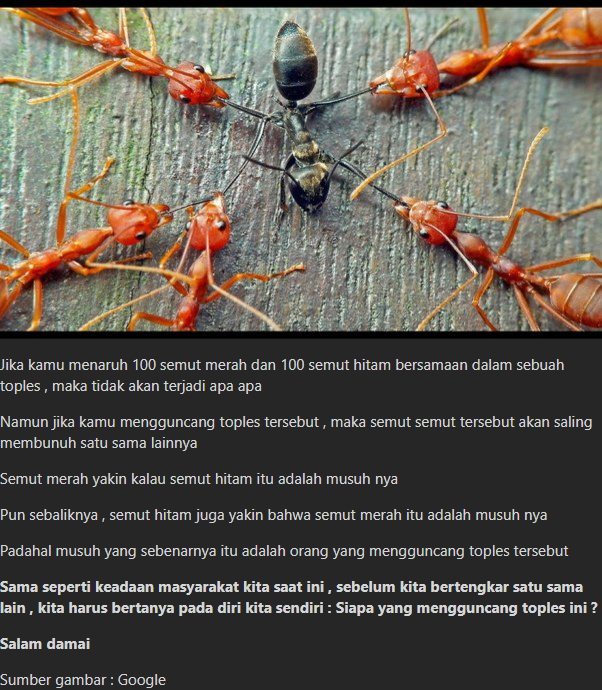 Jika kamu menaruh 100 semut merah dan 100 semut hitam bersamaan dalam sebuah
toples , maka tidak akan terjadi apa apa
Namun jika kamu mengguncang toples tersebut , maka semut semut tersebut akan saling
membunuh satu sama lainnya
Semut merah yakin kalau semut hitam itu adalah musuh nya
Pun sebaliknya , semut hitam juga yakin bahwa semut merah itu adalah musuh nya
Padahal musuh yang sebenarnya itu adalah orang yang mengguncang toples tersebut
Sama seperti keadaan masyarakat kita saat ini , sebelum kita bertengkar satu sama
lain , kita harus bertanya pada diri kita sendiri : Siapa yang mengguncang toples ini ?
Salam damai
Sumber gambar : Google